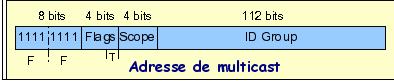 8 bits 4 bits 4 bits 112 bits
1111 1111 Flags Scope ID Group
F F T
Adresse de multicast